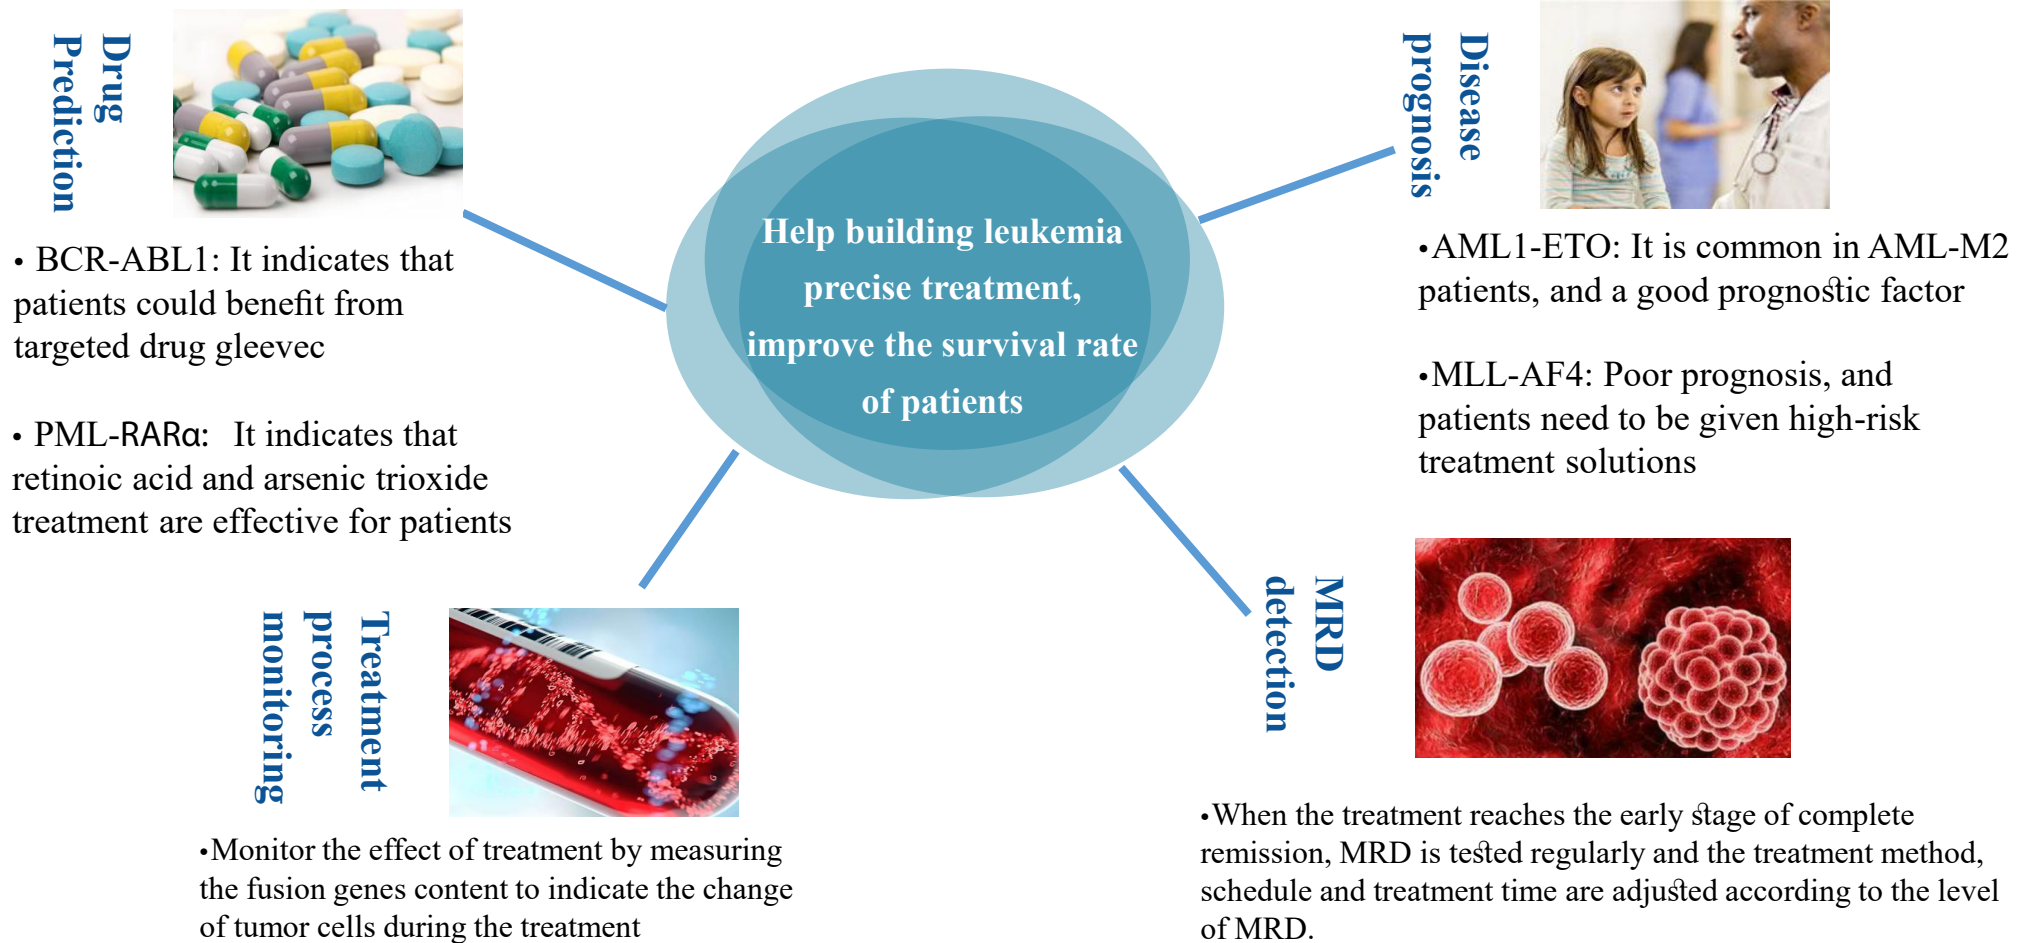 Drug
Prediction
• BCR-ABL1: It indicates that
patients could benefit from
targeted drug gleevec
• PML-RARα: It indicates that
retinoic acid and arsenic trioxide
treatment are effective for patients
Help building leukemia
precise treatment,
improve the survival rate
of patients
Disease
prognosis
•AML1-ETO: It is common in AML-M2
patients, and a good prognostic factor
•MLL-AF4: Poor prognosis, and
patients need to be given high-risk
treatment solutions
Treatment
process
monitoring
•Monitor the effect of treatment by measuring
the fusion genes content to indicate the change
of tumor cells during the treatment
MRD
detection
•When the treatment reaches the early stage of complete
remission, MRD is tested regularly and the treatment method,
schedule and treatment time are adjusted according to the level
of MRD.